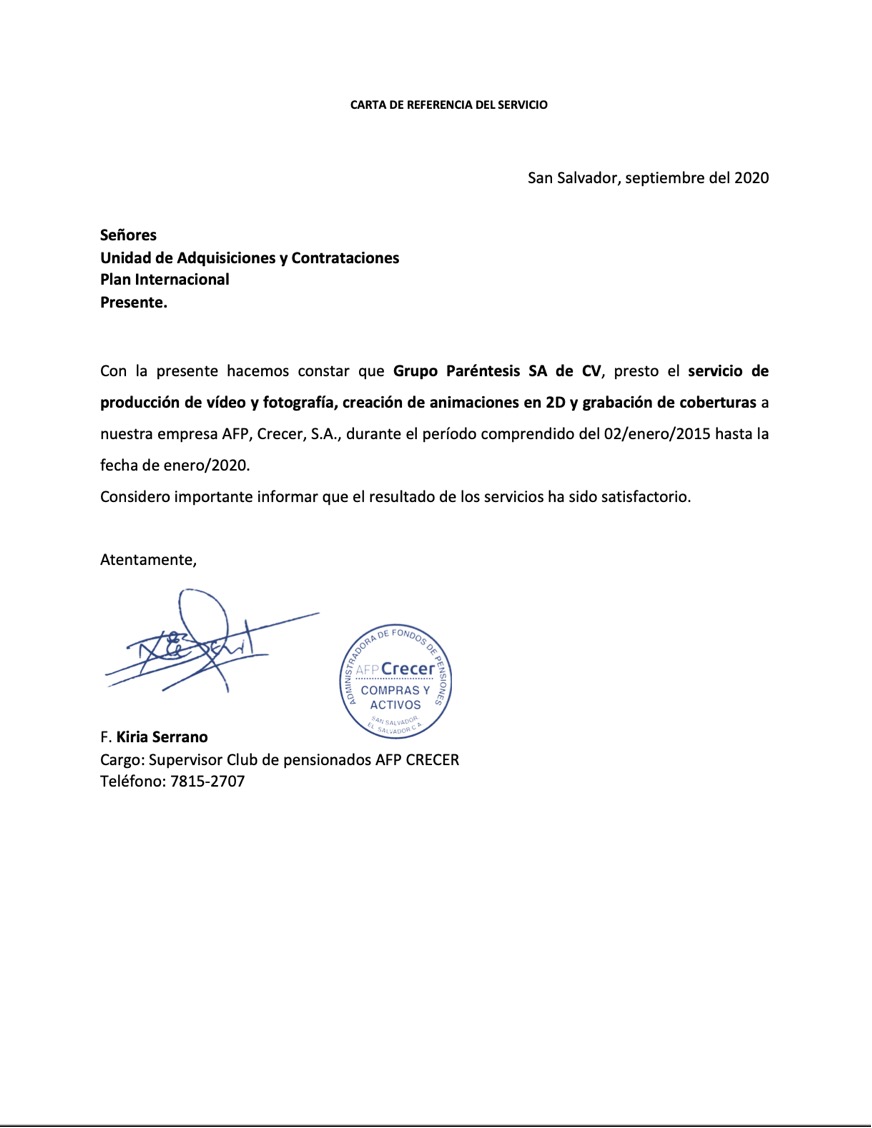 CARTA DE REFERENCIA DEL SERVICIO
San Salvador, septiembre del 2020
Señores
Unidad de Adquisiciones y Contrataciones
Plan Internacional
Presente.
Con la presente hacemos constar que Grupo Paréntesis SA de CV, presto el servicio de
producción de vídeo y fotografía, creación de animaciones en 2D y grabación de coberturas a
nuestra empresa AFP, Crecer, S.A., durante el período comprendido del 02/enero/2015 hasta la
fecha de enero/2020.
Considero importante informar que el resultado de los servicios ha sido satisfactorio.
Atentamente,
ADMINISTRADORA DE FONDOS DE PENSIONES
AFP Crecer
COMPRAS Y
ACTIVOS
SAN SALVADOR,
EL SALVADOR C.A.
F. Kiria Serrano
Cargo: Supervisor Club de pensionados AFP CRECER
Teléfono: 7815-2707